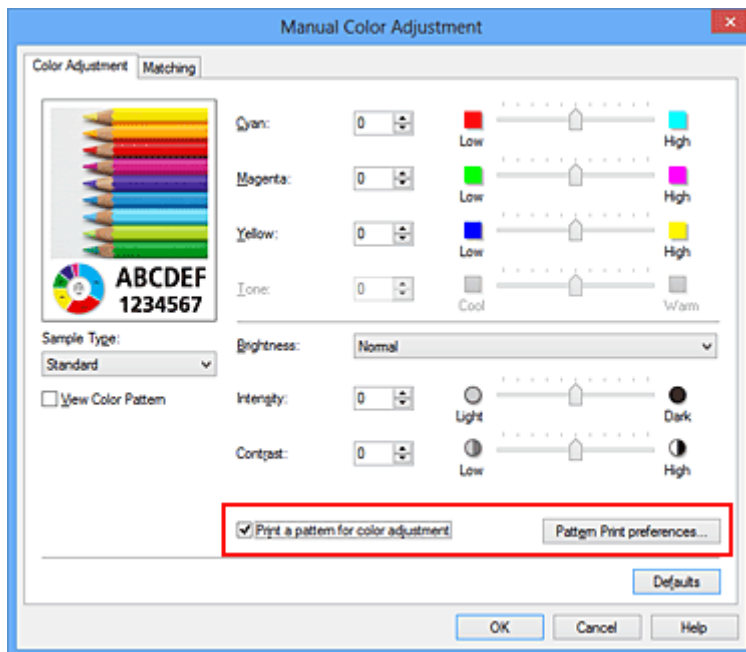 Manual Color Adjustment
Color Adjustment Matching
Cyan: 0 Low High
Magenta: 0 Low High
Yellow: 0 Low High
Tone: 0 Cool Warm
ABCDEF
1234567
Sample Type:
Standard
View Color Pattern
Brightness: Normal
Intensity: 0 Light Dark
Contrast: 0 Low High
Print a pattern for color adjustment Pattern Print preferences...
Defaults
OK Cancel Help